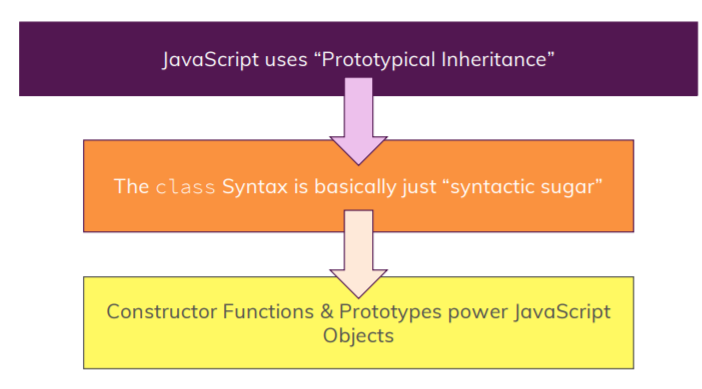 JavaScript uses “Prototypical Inheritance”
The class Syntax is basically just “syntactic sugar”
Constructor Functions & Prototypes power JavaScript
Objects